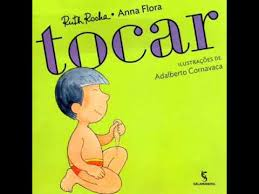 Ruth Rocha • Anna Flora
tocar
ILUSTRAÇÕES DE
Adalberto Cornavaca
SALAMANDRA